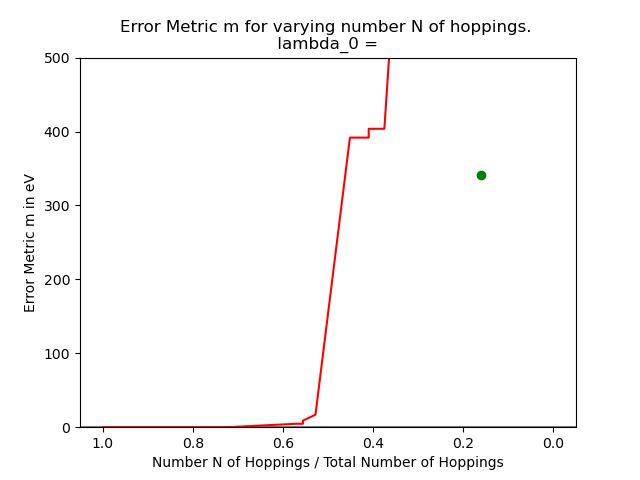 Error Metric m for varying number N of hoppings.
lambda_0 =
500
400
300
200
100
0
Error Metric m in eV
1.0 0.8 0.6 0.4 0.2 0.0
Number N of Hoppings / Total Number of Hoppings